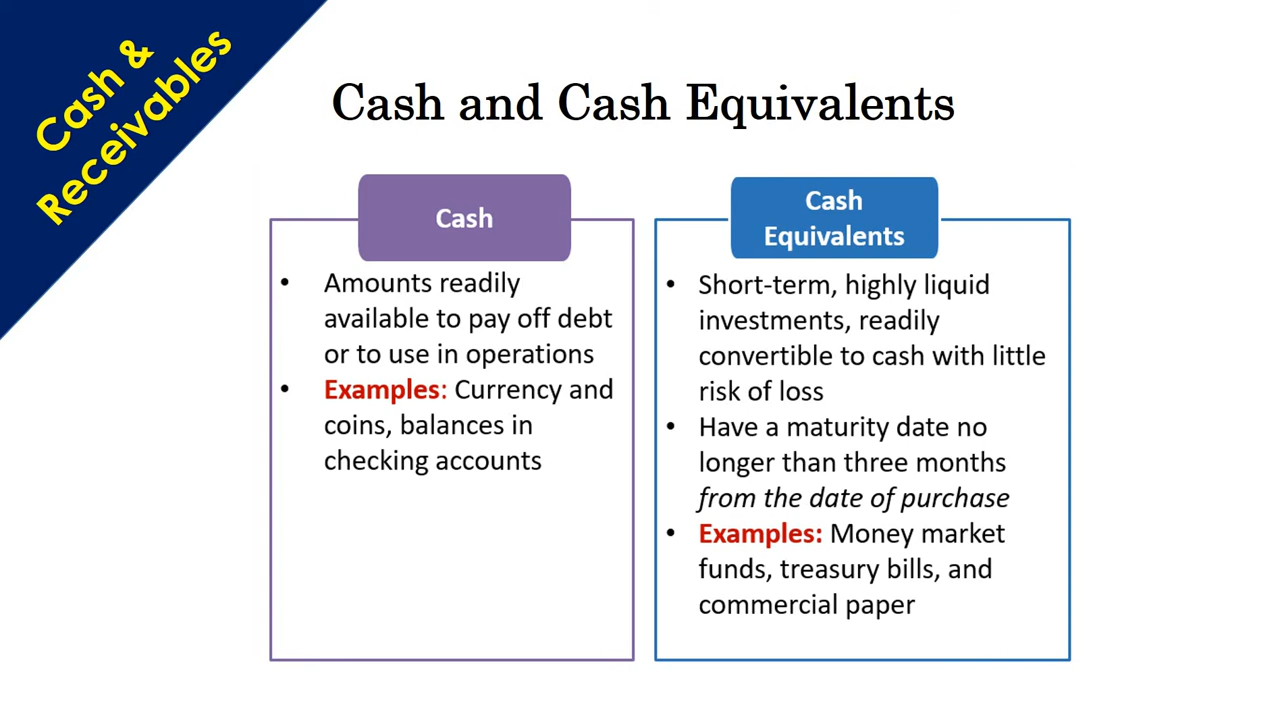 Cash &
Receivables
Cash and Cash Equivalents
Cash
• Amounts readily
available to pay off debt
or to use in operations
• Examples: Currency and
coins, balances in
checking accounts
Cash
Equivalents
• Short-term, highly liquid
investments, readily
convertible to cash with little
risk of loss
• Have a maturity date no
longer than three months
from the date of purchase
• Examples: Money market
funds, treasury bills, and
commercial paper